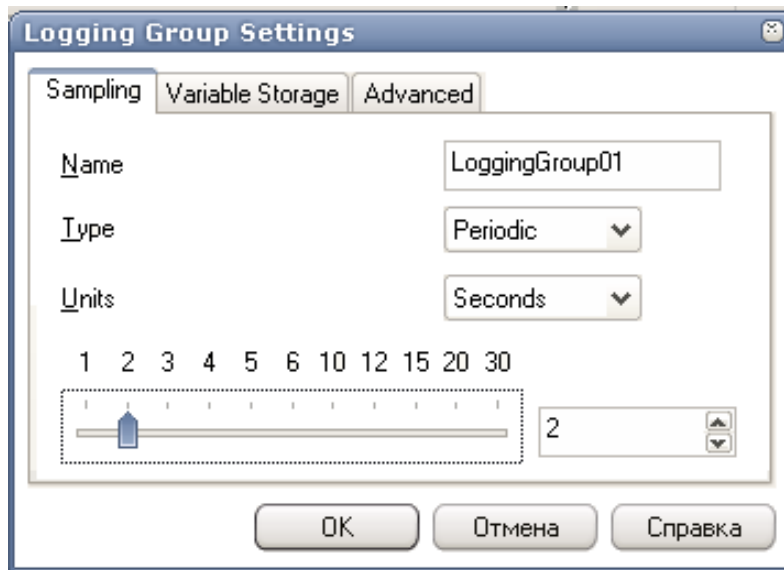 Logging Group Settings
Sampling Variable Storage Advanced
Name LoggingGroup01
Type Periodic
Units Seconds
1 2 3 4 5 6 10 12 15 20 30
2
OK Отмена Справка